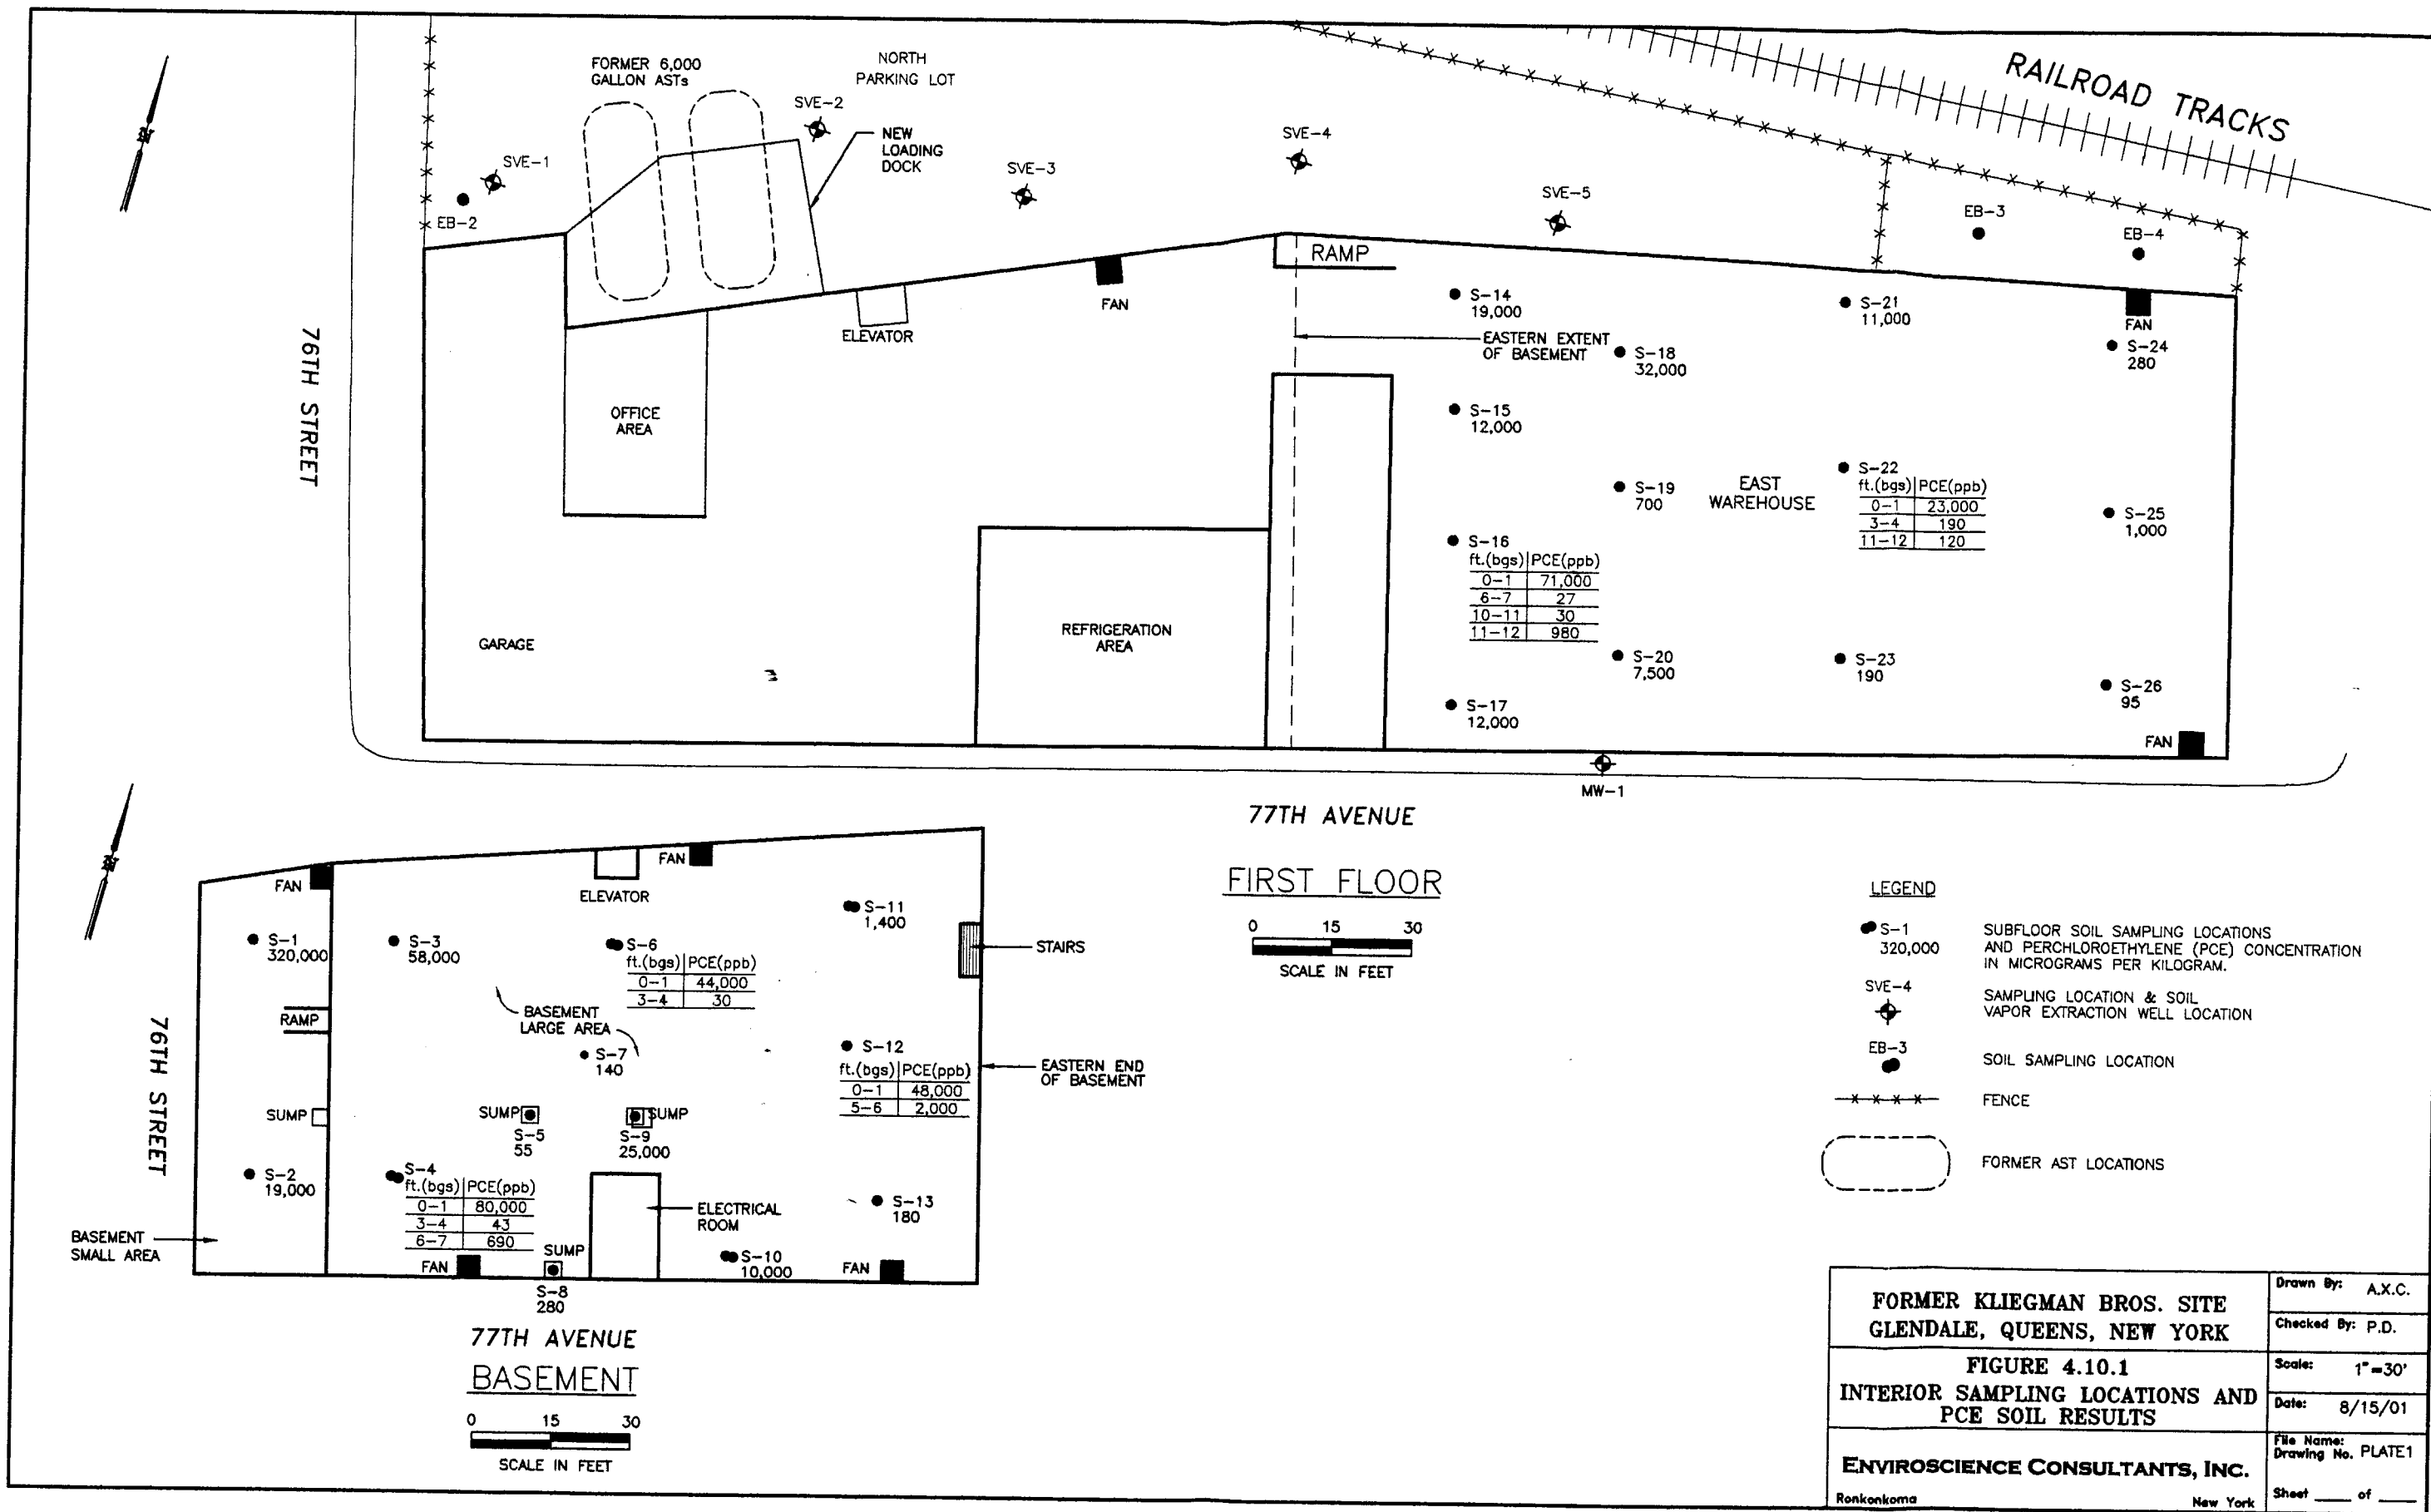 FORMER 6,000
GALLON ASTs
NORTH
PARKING LOT
SVE-2
NEW
LOADING
DOCK
SVE-1
EB-2
SVE-3
SVE-4
SVE-5
RAILROAD TRACKS
EB-3
EB-4
N
76TH STREET
RAMP
FAN
ELEVATOR
OFFICE
AREA
EASTERN EXTENT
OF BASEMENT
S-14
19,000
S-18
32,000
S-21
11,000
FAN
S-24
280
S-15
12,000
S-19
700
EAST
WAREHOUSE
S-22
ft.(bgs) PCE(ppb)
0-1 23,000
3-4 190
11-12 120
S-25
1,000
S-16
ft.(bgs) PCE(ppb)
0-1 71,000
6-7 27
10-11 30
11-12 980
GARAGE
REFRIGERATION
AREA
S-20
7,500
S-23
190
S-26
95
S-17
12,000
FAN
MW-1
77TH AVENUE
FIRST FLOOR
0 15 30
SCALE IN FEET
N
76TH STREET
FAN
ELEVATOR
FAN
S-1
320,000
S-3
58,000
S-6
ft.(bgs) PCE(ppb)
0-1 44,000
3-4 30
S-11
1,400
STAIRS
RAMP
BASEMENT
LARGE AREA
S-7
140
S-12
ft.(bgs) PCE(ppb)
0-1 48,000
5-6 2,000
EASTERN END
OF BASEMENT
SUMP
SUMP
S-5
55
SUMP
S-9
25,000
S-2
19,000
S-4
ft.(bgs) PCE(ppb)
0-1 80,000
3-4 43
6-7 690
ELECTRICAL
ROOM
S-13
180
BASEMENT
SMALL AREA
FAN
SUMP
S-8
280
S-10
10,000
FAN
77TH AVENUE
BASEMENT
0 15 30
SCALE IN FEET
LEGEND
S-1
320,000
SUBFLOOR SOIL SAMPLING LOCATIONS
AND PERCHLOROETHYLENE (PCE) CONCENTRATION
IN MICROGRAMS PER KILOGRAM.
SVE-4
SAMPLING LOCATION & SOIL
VAPOR EXTRACTION WELL LOCATION
EB-3
SOIL SAMPLING LOCATION
FENCE
FORMER AST LOCATIONS
FORMER KLIEGMAN BROS. SITE
GLENDALE, QUEENS, NEW YORK
FIGURE 4.10.1
INTERIOR SAMPLING LOCATIONS AND
PCE SOIL RESULTS
ENVIROSCIENCE CONSULTANTS, INC.
Ronkonkoma New York
Drawn By: A.X.C.
Checked By: P.D.
Scale: 1"=30'
Date: 8/15/01
File Name:
Drawing No. PLATE1
Sheet ____ of ____